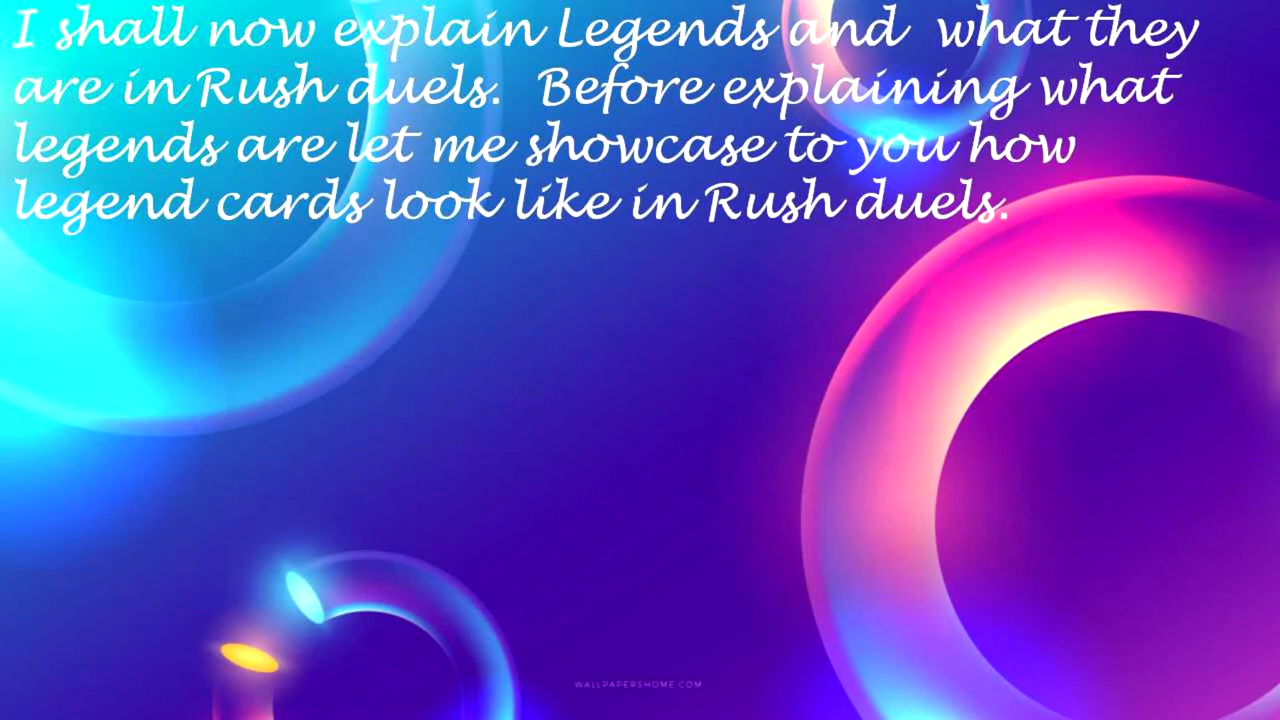 I shall now explain Legends and  what they
are in Rush duels.  Before explaining what
legends are let me showcase to you how
legend cards look like in Rush duels.
WALLPAPERSHOME.COM